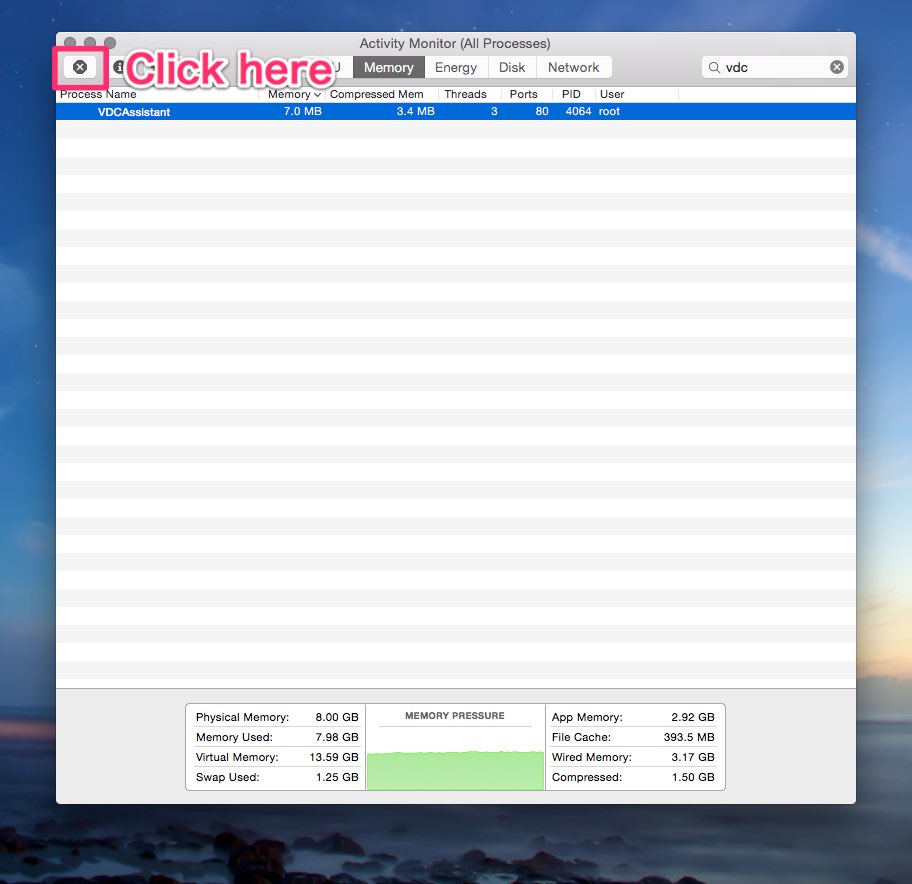 Activity Monitor (All Processes)
Click here
Memory Energy Disk Network
vdc
Process Name Memory Compressed Mem Threads Ports PID User
VDCAssistant 7.0 MB 3.4 MB 3 80 4064 root
Physical Memory: 8.00 GB
Memory Used: 7.98 GB
Virtual Memory: 13.59 GB
Swap Used: 1.25 GB
MEMORY PRESSURE
App Memory: 2.92 GB
File Cache: 393.5 MB
Wired Memory: 3.17 GB
Compressed: 1.50 GB